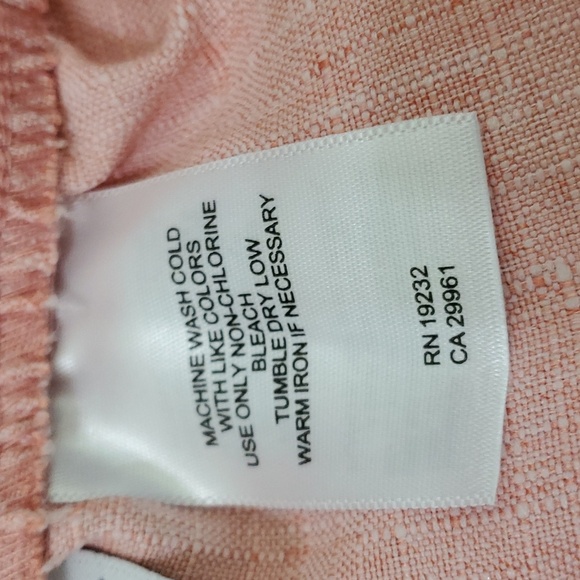 MACHINE WASH COLD
WITH LIKE COLORS
USE ONLY NON-CHLORINE
BLEACH
TUMBLE DRY LOW
WARM IRON IF NECESSARY
RN 19232
CA 29961